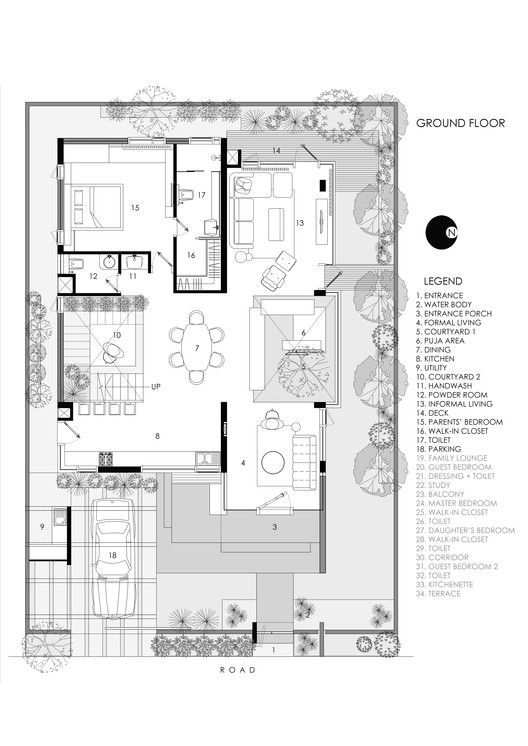 GROUND FLOOR
14
15
17
13
16
N
12
11
LEGEND
1. ENTRANCE
2. WATER BODY
3. ENTRANCE PORCH
4. FORMAL LIVING
5. COURTYARD 1
6. PUJA AREA
7. DINING
8. KITCHEN
9. UTILITY
10. COURTYARD 2
11. HANDWASH
12. POWDER ROOM
13. INFORMAL LIVING
14. DECK
15. PARENTS' BEDROOM
16. WALK-IN CLOSET
17. TOILET
18. PARKING
19. FAMILY LOUNGE
20. GUEST BEDROOM
21. DRESSING + TOILET
22. STUDY
23. BALCONY
24. MASTER BEDROOM
25. WALK-IN CLOSET
26. TOILET
27. DAUGHTER'S BEDROOM
28. WALK-IN CLOSET
29. TOILET
30. CORRIDOR
31. GUEST BEDROOM 2
32. TOILET
33. KITCHENETTE
34. TERRACE
10
7
6
5
UP
8
4
9
3
18
2
1
ROAD